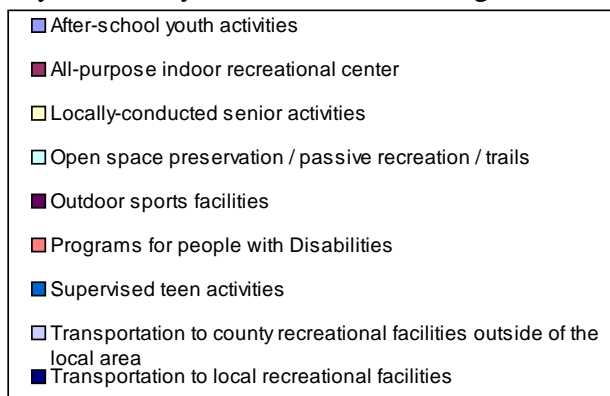 After-school youth activities
All-purpose indoor recreational center
Locally-conducted senior activities
Open space preservation / passive recreation / trails
Outdoor sports facilities
Programs for people with Disabilities
Supervised teen activities
Transportation to county recreational facilities outside of the
local area
Transportation to local recreational facilities